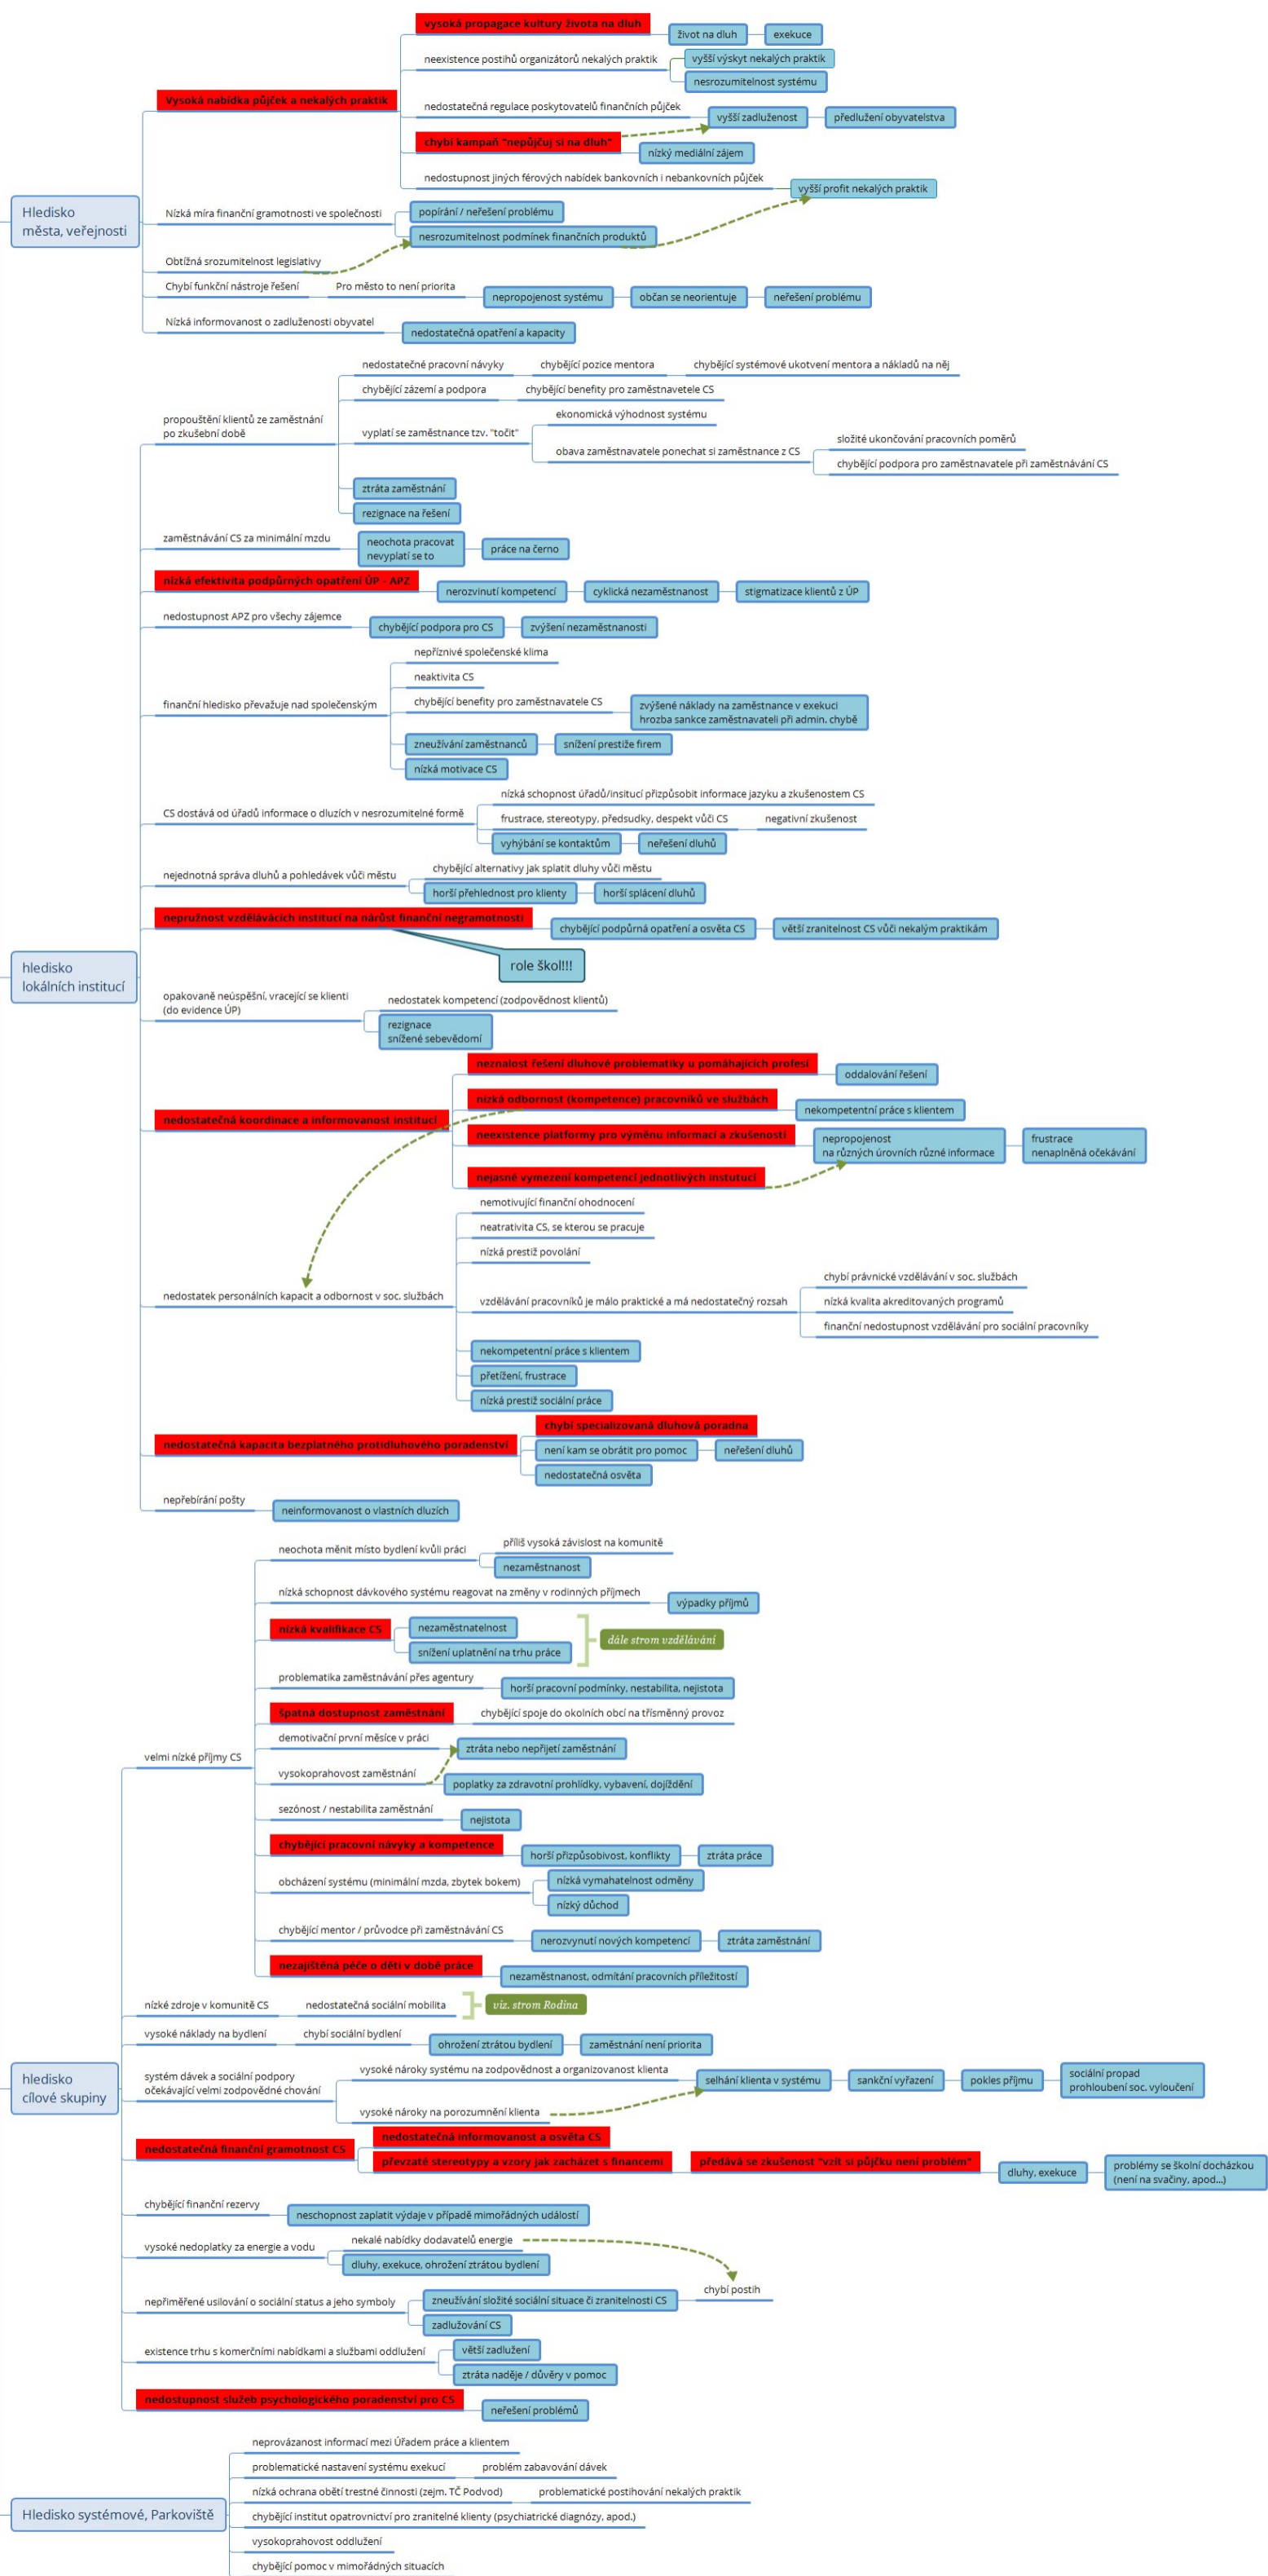 vysoká propagace kultury života na dluh
život na dluh
exekuce
neexistence postihů organizátorů nekalých praktik
vyšší výskyt nekalých praktik
nesrozumitelnost systému
Vysoká nabídka půjček a nekalých praktik
nedostatečná regulace poskytovatelů finančních půjček
vyšší zadluženost
předlužení obyvatelstva
chybí kampaň "nepůjčuj si na dluh"
nízký mediální zájem
nedostupnost jiných férových nabídek bankovních i nebankovních půjček
vyšší profit nekalých praktik
Hledisko
města, veřejnosti
Nízká míra finanční gramotnosti ve společnosti
popírání / neřešení problému
nesrozumitelnost podmínek finančních produktů
Obtížná srozumitelnost legislativy
Chybí funkční nástroje řešení
Pro město to není priorita
nepropojenost systému
občan se neorientuje
neřešení problému
Nízká informovanost o zadluženosti obyvatel
nedostatečná opatření a kapacity
nedostatečné pracovní návyky
chybějící pozice mentora
chybějící systémové ukotvení mentora a nákladů na něj
chybějící zázemí a podpora
chybějící benefity pro zaměstnavetele CS
propouštění klientů ze zaměstnání
po zkušební době
vyplatí se zaměstnance tzv. "točit"
ekonomická výhodnost systému
obava zaměstnavatele ponechat si zaměstnance z CS
složité ukončování pracovních poměrů
chybějící podpora pro zaměstnavatele při zaměstnávání CS
ztráta zaměstnání
rezignace na řešení
zaměstnávání CS za minimální mzdu
neochota pracovat
nevyplatí se to
práce na černo
nízká efektivita podpůrných opatření ÚP - APZ
nerozvinutí kompetencí
cyklická nezaměstnanost
stigmatizace klientů z ÚP
nedostupnost APZ pro všechy zájemce
chybějící podpora pro CS
zvýšení nezaměstnanosti
finanční hledisko převažuje nad společenským
nepříznivé společenské klima
neaktivita CS
chybějící benefity pro zaměstnavatele CS
zvýšené náklady na zaměstnance v exekuci
hrozba sankce zaměstnavateli při admin. chybě
zneužívání zaměstnanců
snížení prestiže firem
nízká motivace CS
CS dostává od úřadů informace o dluzích v nesrozumitelné formě
nízká schopnost úřadů/insitucí přizpůsobit informace jazyku a zkušenostem CS
frustrace, stereotypy, předsudky, despekt vůči CS
negativní zkušenost
vyhýbání se kontaktům
neřešení dluhů
nejednotná správa dluhů a pohledávek vůči městu
chybějící alternativy jak splatit dluhy vůči městu
horší přehlednost pro klienty
horší splácení dluhů
nepružnost vzdělávácích institucí na nárůst finanční negramotnosti
chybějící podpůrná opatření a osvěta CS
větší zranitelnost CS vůči nekalým praktikám
role škol!!!
hledisko
lokálních institucí
opakovaně neúspěšní, vracející se klienti
(do evidence ÚP)
nedostatek kompetencí (zodpovědnost klientů)
rezignace
snížené sebevědomí
nedostatečná koordinace a informovanost institucí
neznalost řešení dluhové problematiky u pomáhajících profesí
oddalování řešení
nízká odbornost (kompetence) pracovníků ve službách
nekompetentní práce s klientem
neexistence platformy pro výměnu informací a zkušeností
nepropojenost
na různých úrovních různé informace
frustrace
nenaplněná očekávání
nejasné vymezení kompetencí jednotlivých instutucí
nedostatek personálních kapacit a odbornost v soc. službách
nemotivující finanční ohodnocení
neatrativita CS, se kterou se pracuje
nízká prestiž povolání
vzdělávání pracovníků je málo praktické a má nedostatečný rozsah
chybí právnické vzdělávání v soc. službách
nízká kvalita akreditovaných programů
finanční nedostupnost vzdělávání pro sociální pracovníky
nekompetentní práce s klientem
přetížení, frustrace
nízká prestiž sociální práce
nedostatečná kapacita bezplatného protidluhového poradenství
chybí specializovaná dluhová poradna
není kam se obrátit pro pomoc
neřešení dluhů
nedostatečná osvěta
nepřebírání pošty
neinformovanost o vlastních dluzích
velmi nízké příjmy CS
neochota měnit místo bydlení kvůli práci
příliš vysoká závislost na komunitě
nezaměstnanost
nízká schopnost dávkového systému reagovat na změny v rodinných příjmech
výpadky příjmů
nízká kvalifikace CS
nezaměstnatelnost
snížení uplatnění na trhu práce
dále strom vzdělávání
problematika zaměstnávání přes agentury
horší pracovní podmínky, nestabilita, nejistota
špatná dostupnost zaměstnání
chybějící spoje do okolních obcí na třísměnný provoz
demotivační první měsíce v práci
ztráta nebo nepřijetí zaměstnání
vysokoprahovost zaměstnání
poplatky za zdravotní prohlídky, vybavení, dojíždění
sezónost / nestabilita zaměstnání
nejistota
chybějící pracovní návyky a kompetence
horší přizpůsobivost, konflikty
ztráta práce
obcházení systému (minimální mzda, zbytek bokem)
nízká vymahatelnost odměny
nízký důchod
chybějící mentor / průvodce při zaměstnávání CS
nerozvynutí nových kompetencí
ztráta zaměstnání
nezajištěná péče o děti v době práce
nezaměstnanost, odmítání pracovních příležitostí
nízké zdroje v komunitě CS
nedostatečná sociální mobilita
viz. strom Rodina
vysoké náklady na bydlení
chybí sociální bydlení
ohrožení ztrátou bydlení
zaměstnání není priorita
hledisko
cílové skupiny
systém dávek a sociální podpory
očekávající velmi zodpovědné chování
vysoké nároky systému na zodpovědnost a organizovanost klienta
selhání klienta v systému
sankční vyřazení
pokles příjmu
sociální propad
prohloubení soc. vyloučení
vysoké nároky na porozumnění klienta
nedostatečná finanční gramotnost CS
nedostatečná informovanost a osvěta CS
převzaté stereotypy a vzory jak zacházet s financemi
předává se zkušenost "vzít si půjčku není problém"
dluhy, exekuce
problémy se školní docházkou
(není na svačiny, apod...)
chybějící finanční rezervy
neschopnost zaplatit výdaje v případě mimořádných událostí
vysoké nedoplatky za energie a vodu
nekalé nabídky dodavatelů energie
dluhy, exekuce, ohrožení ztrátou bydlení
nepřiměřené usilování o sociální status a jeho symboly
zneužívání složité sociální situace či zranitelnosti CS
chybí postih
zadlužování CS
existence trhu s komerčními nabídkami a službami oddlužení
větší zadlužení
ztráta naděje / důvěry v pomoc
nedostupnost služeb psychologického poradenství pro CS
neřešení problémů
Hledisko systémové, Parkoviště
neprovázanost informací mezi Úřadem práce a klientem
problematické nastavení systému exekucí
problém zabavování dávek
nízká ochrana obětí trestné činnosti (zejm. TČ Podvod)
problematické postihování nekalých praktik
chybějící institut opatrovnictví pro zranitelné klienty (psychiatrické diagnózy, apod.)
vysokoprahovost oddlužení
chybějící pomoc v mimořádných situacích